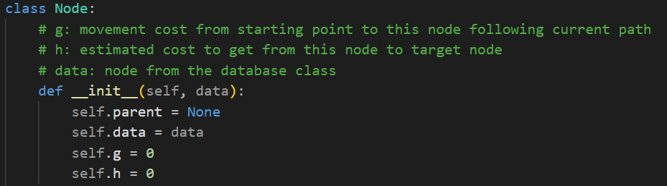 class Node:
    # g: movement cost from starting point to this node following current path
    # h: estimated cost to get from this node to target node
    # data: node from the database class
    def __init__(self, data):
        self.parent = None
        self.data = data
        self.g = 0
        self.h = 0